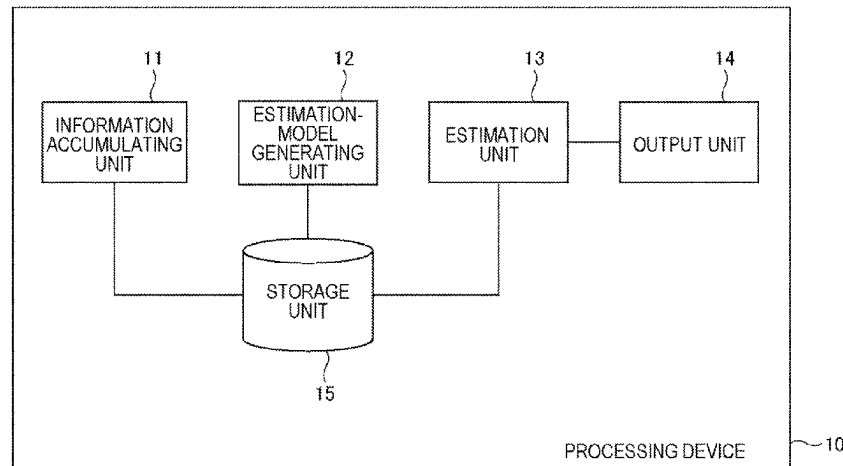 11
12
13
14
INFORMATION
ACCUMULATING
UNIT
ESTIMATION-
MODEL
GENERATING
UNIT
ESTIMATION
UNIT
OUTPUT UNIT
STORAGE
UNIT
15
PROCESSING DEVICE
10